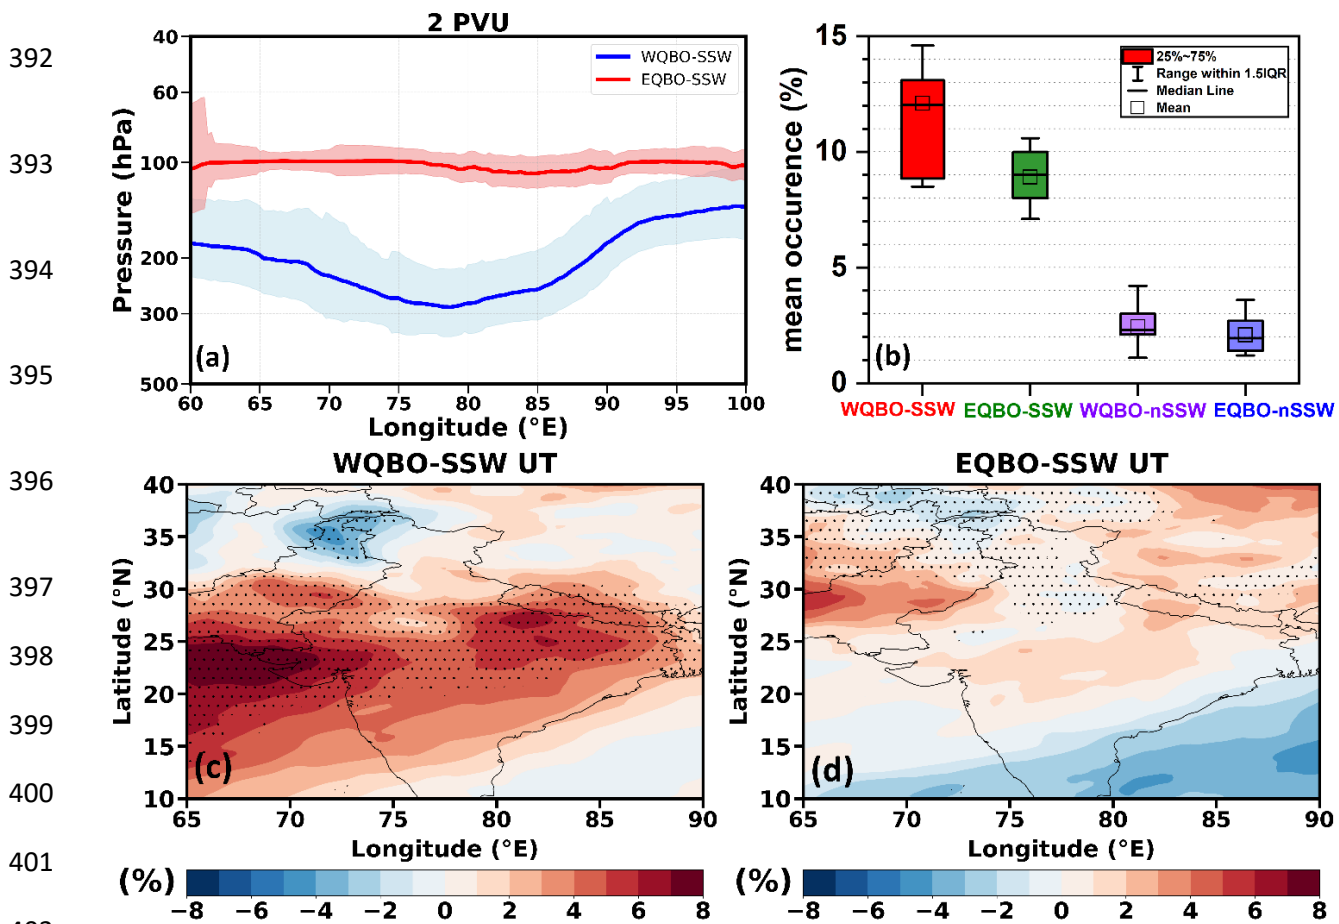 392
393
394
395
396
397
398
399
400
401
2 PVU
40
60
100
200
300
500
Pressure (hPa)
WQBO-SSW
EQBO-SSW
(a)
60 65 70 75 80 85 90 95 100
Longitude (°E)
15
10
5
0
mean occurence (%)
25%~75%
Range within 1.5IQR
Median Line
Mean
(b)
WQBO-SSW EQBO-SSW WQBO-nSSW EQBO-nSSW
WQBO-SSW UT
40
35
30
25
20
15
10
Latitude (°N)
(c)
65 70 75 80 85 90
Longitude (°E)
(%)
−8 −6 −4 −2 0 2 4 6 8
EQBO-SSW UT
40
35
30
25
20
15
10
Latitude (°N)
(d)
65 70 75 80 85 90
Longitude (°E)
(%)
−8 −6 −4 −2 0 2 4 6 8